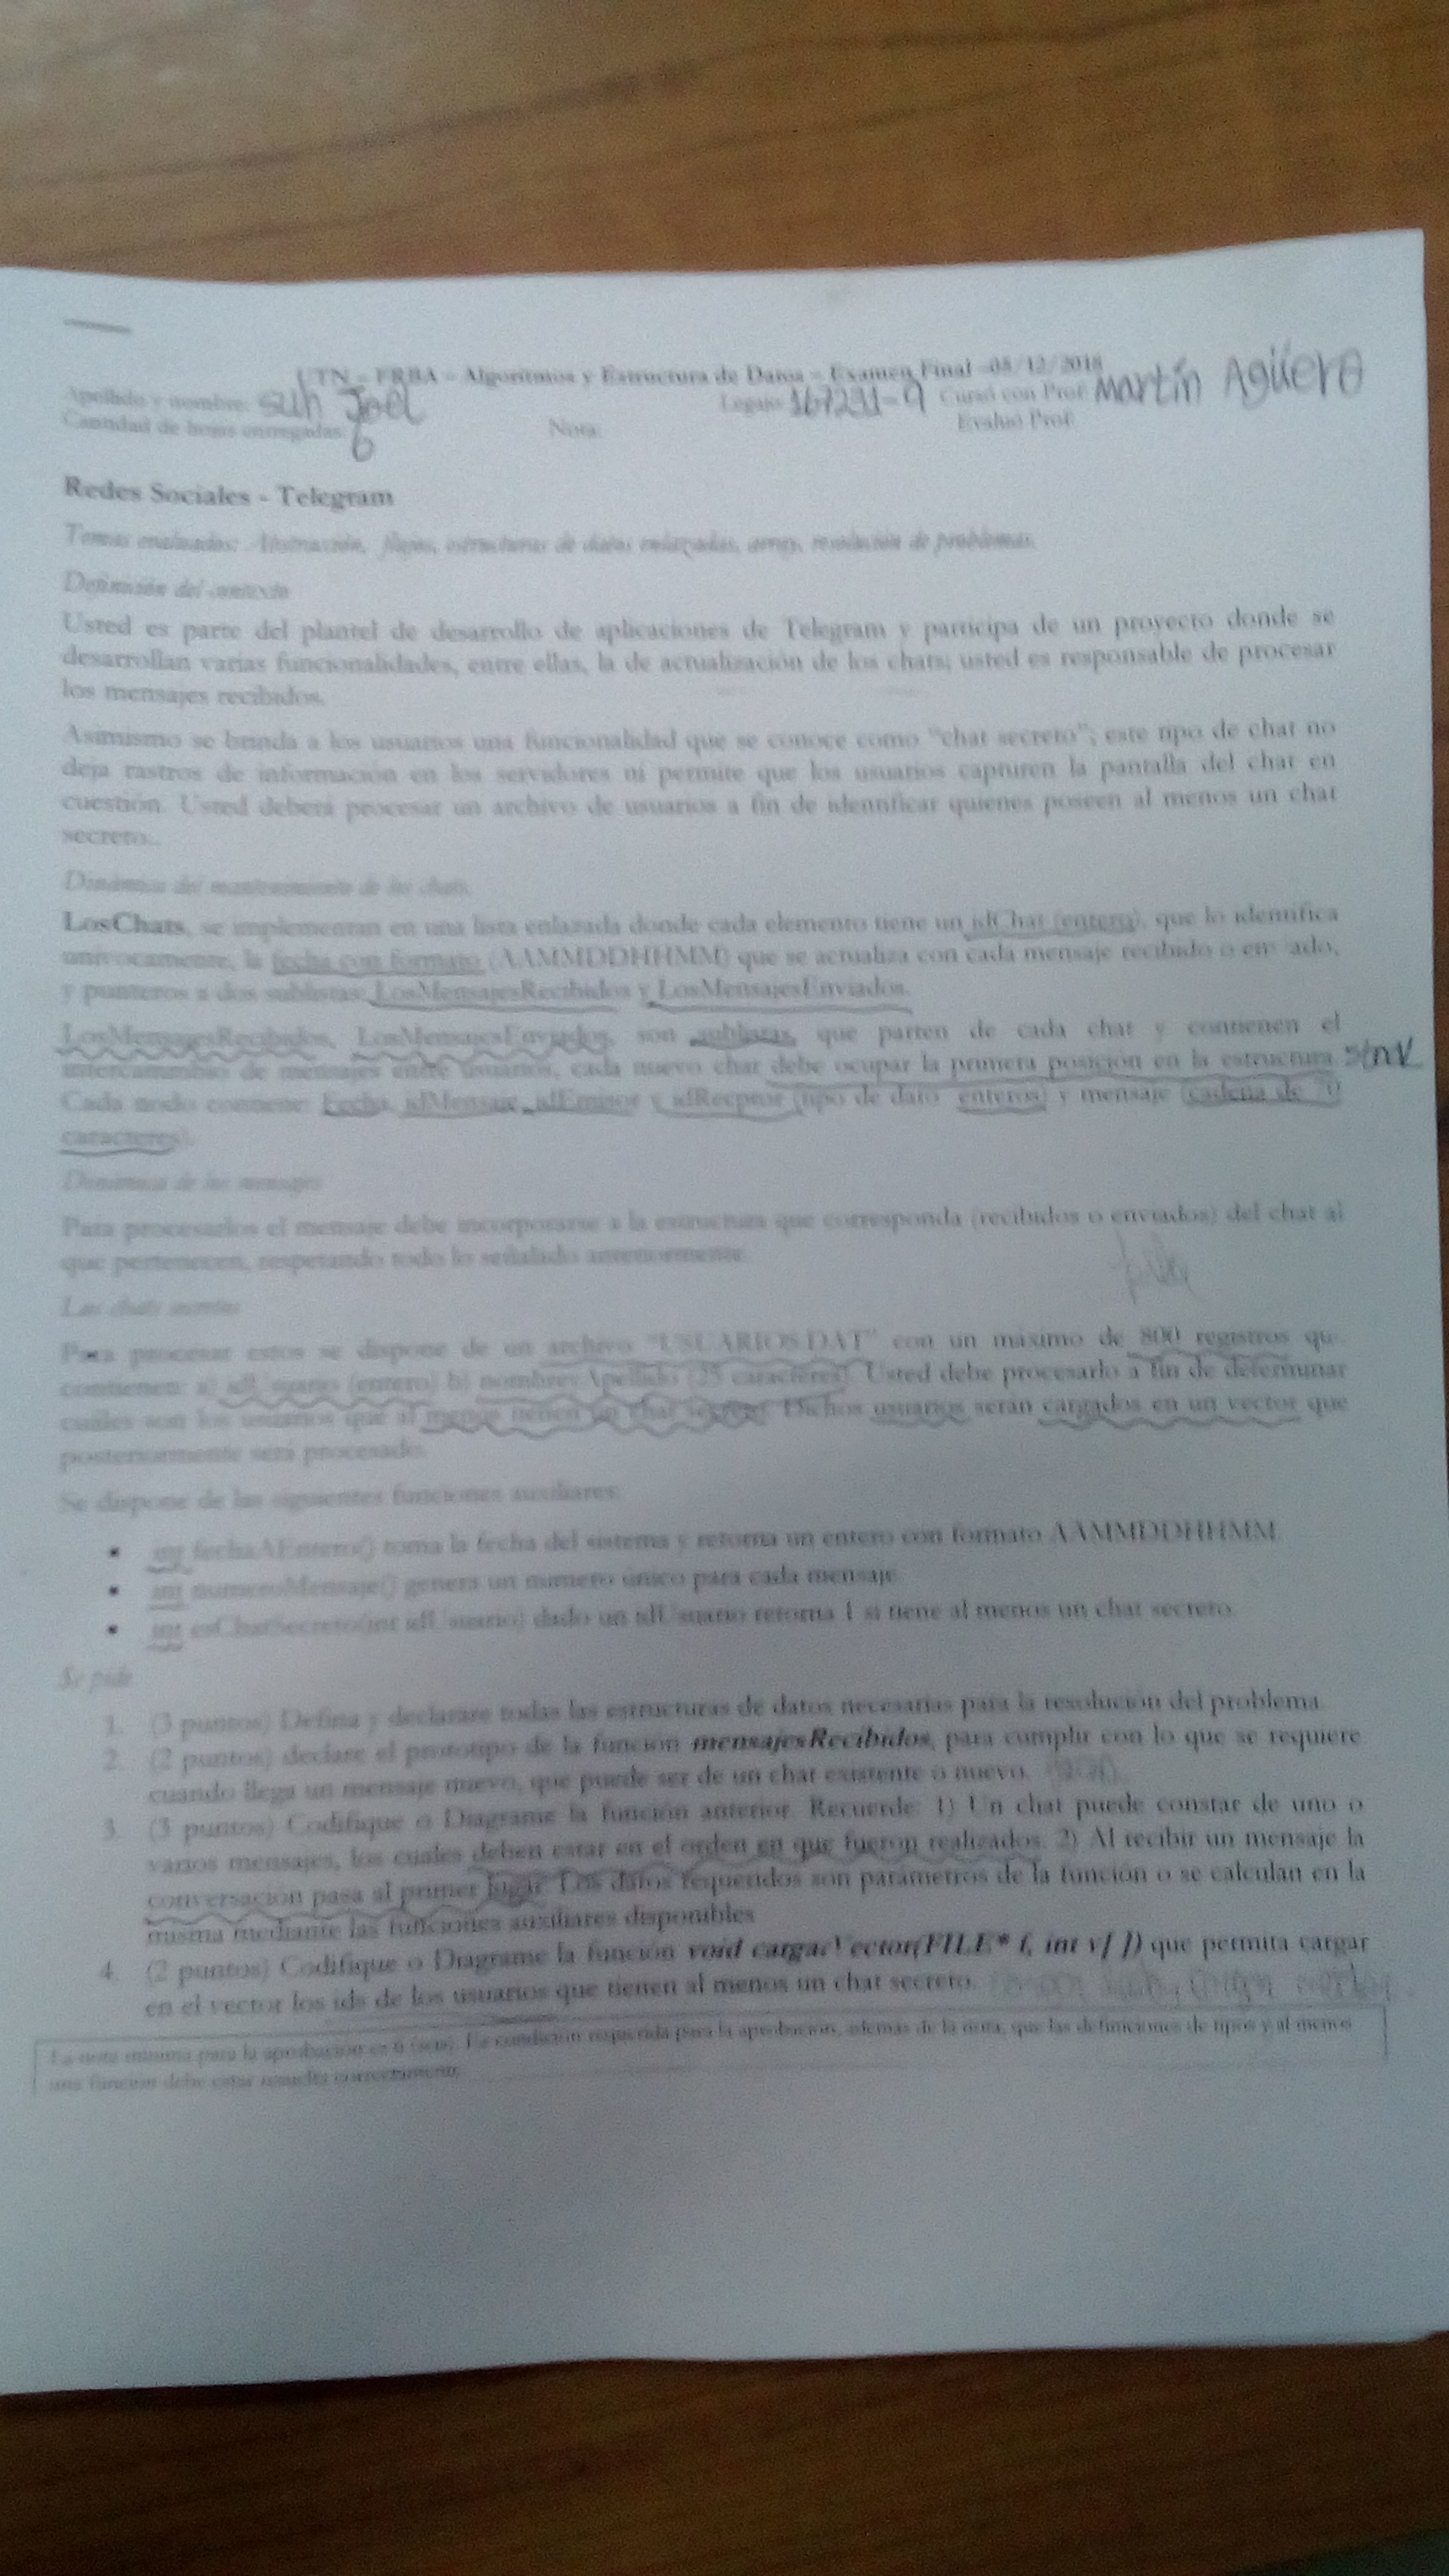 UTN - FRBA - Algoritmos y Estructura de Datos - Examen Final - 05/12/2018
Apellido y nombre: Sun Joel Legajo: 167231-9 Cursó con Prof: Martín Agüero
Cantidad de hojas entregadas: 6 Nota: Evaluó Prof:
Redes Sociales - Telegram
Temas evaluados: Abstracción, flujos, estructuras de datos enlazadas, array, resolución de problemas.
Definición del contexto
Usted es parte del plantel de desarrollo de aplicaciones de Telegram y participa de un proyecto donde se
desarrollan varias funcionalidades, entre ellas, la de actualización de los chats; usted es responsable de procesar
los mensajes recibidos.
Asimismo se brinda a los usuarios una funcionalidad que se conoce como "chat secreto"; este tipo de chat no
deja rastros de información en los servidores ni permite que los usuarios capturen la pantalla del chat en
cuestión. Usted deberá procesar un archivo de usuarios a fin de identificar quienes poseen al menos un chat
secreto..
Dinámica del mantenimiento de los chats.
LosChats, se implementan en una lista enlazada donde cada elemento tiene un idChat (entero), que lo identifica
unívocamente, la fecha con formato (AAMMDDHHMM) que se actualiza con cada mensaje recibido o en ado,
y punteros a dos sublistas: LosMensajesRecibidos y LosMensajesEnviados.
LosMensajesRecibidos, LosMensajesEnviados, son sublistas, que parten de cada chat y contienen el
intercambio de mensajes entre usuarios, cada nuevo chat debe ocupar la primera posición en la estructura.
Cada nodo contiene: Fecha, idMensaje, idEmisor y idRecptor (tipo de dato enteros) y mensaje (cadena de 70
caracteres).
Dinámica de los mensajes
Para procesarlos el mensaje debe incorporarse a la estructura que corresponda (recibidos o enviados) del chat al
que pertenecen, respetando todo lo señalado anteriormente.
Los chats secretos
Para procesar estos se dispone de un archivo "USUARIOS.DAT" con un máximo de 800 registros qu
contienen: a) idUsuario (entero) b) nombreyApellido (25 caracteres). Usted debe procesarlo a fin de determinar
cuáles son los usuarios que al menos tienen un chat secreto. Dichos usuarios serán cargados en un vector que
posteriormente será procesado.
Se dispone de las siguientes funciones auxiliares:
• int fechaAEntero() toma la fecha del sistema y retorna un entero con formato AAMMDDHHMM.
• int numeroMensaje() genera un número único para cada mensaje
• int esChatSecreto(int idUsuario) dado un idUsuario retorna 1 si tiene al menos un chat secreto.
Se pide
1. (3 puntos) Defina y declarare todas las estructuras de datos necesarias para la resolución del problema.
2. (2 puntos) declare el prototipo de la función mensajesRecibidos, para cumplir con lo que se requiere
cuando llega un mensaje nuevo, que puede ser de un chat existente o nuevo.
3. (3 puntos) Codifique o Diagrame la función anterior. Recuerde: 1) Un chat puede constar de uno o
varios mensajes, los cuales deben estar en el orden en que fueron realizados. 2) Al recibir un mensaje la
conversación pasa al primer lugar. Los datos requeridos son parámetros de la función o se calculan en la
misma mediante las funciones auxiliares disponibles
4. (2 puntos) Codifique o Diagrame la función void cargarVector(FILE* f, int v[ ]) que permita cargar
en el vector los ids de los usuarios que tienen al menos un chat secreto.
La nota mínima para la aprobación es 6 (seis). Es condición requerida para la aprobación, además de la nota, que las definiciones de tipos y al menos
una función debe estar resuelta correctamente.